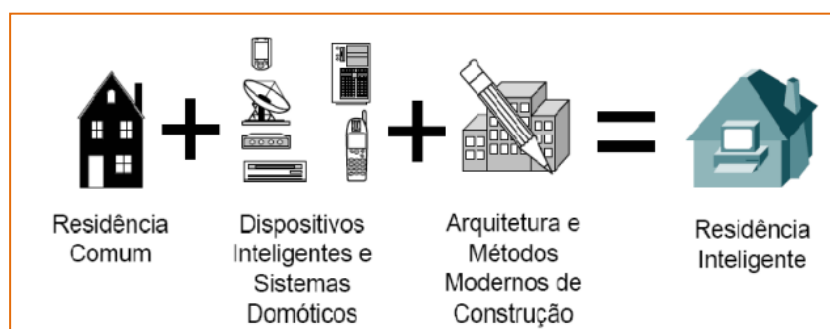 Residência
Comum
Dispositivos
Inteligentes e
Sistemas
Domóticos
Arquitetura e
Métodos
Modernos de
Construção
Residência
Inteligente